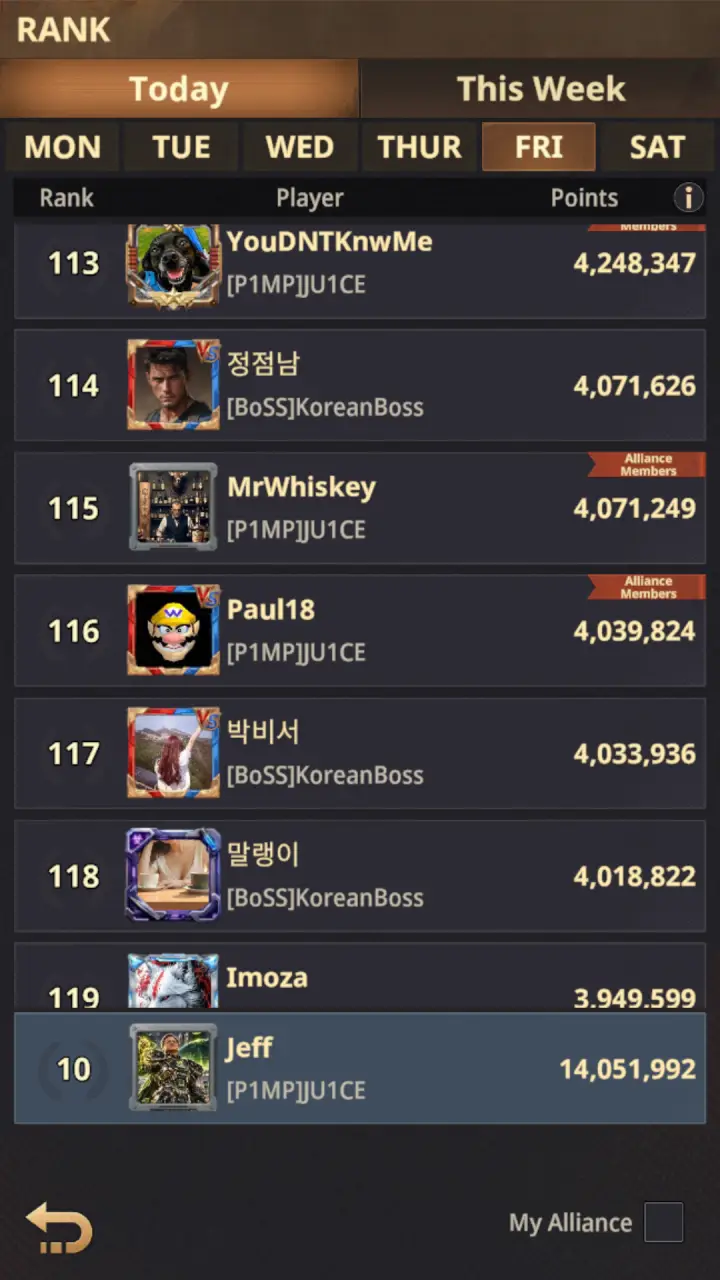 RANK
Today
This Week
MON TUE WED THUR FRI SAT
Rank Player Points i
Members
113 YouDNTKnwMe 4,248,347
[P1MP]JU1CE
114 정점남 4,071,626
[BoSS]KoreanBoss
Alliance
Members
115 MrWhiskey 4,071,249
[P1MP]JU1CE
Alliance
Members
116 Paul18 4,039,824
[P1MP]JU1CE
117 박비서 4,033,936
[BoSS]KoreanBoss
118 말랭이 4,018,822
[BoSS]KoreanBoss
119 Imoza 3,949,599
10 Jeff 14,051,992
[P1MP]JU1CE
My Alliance